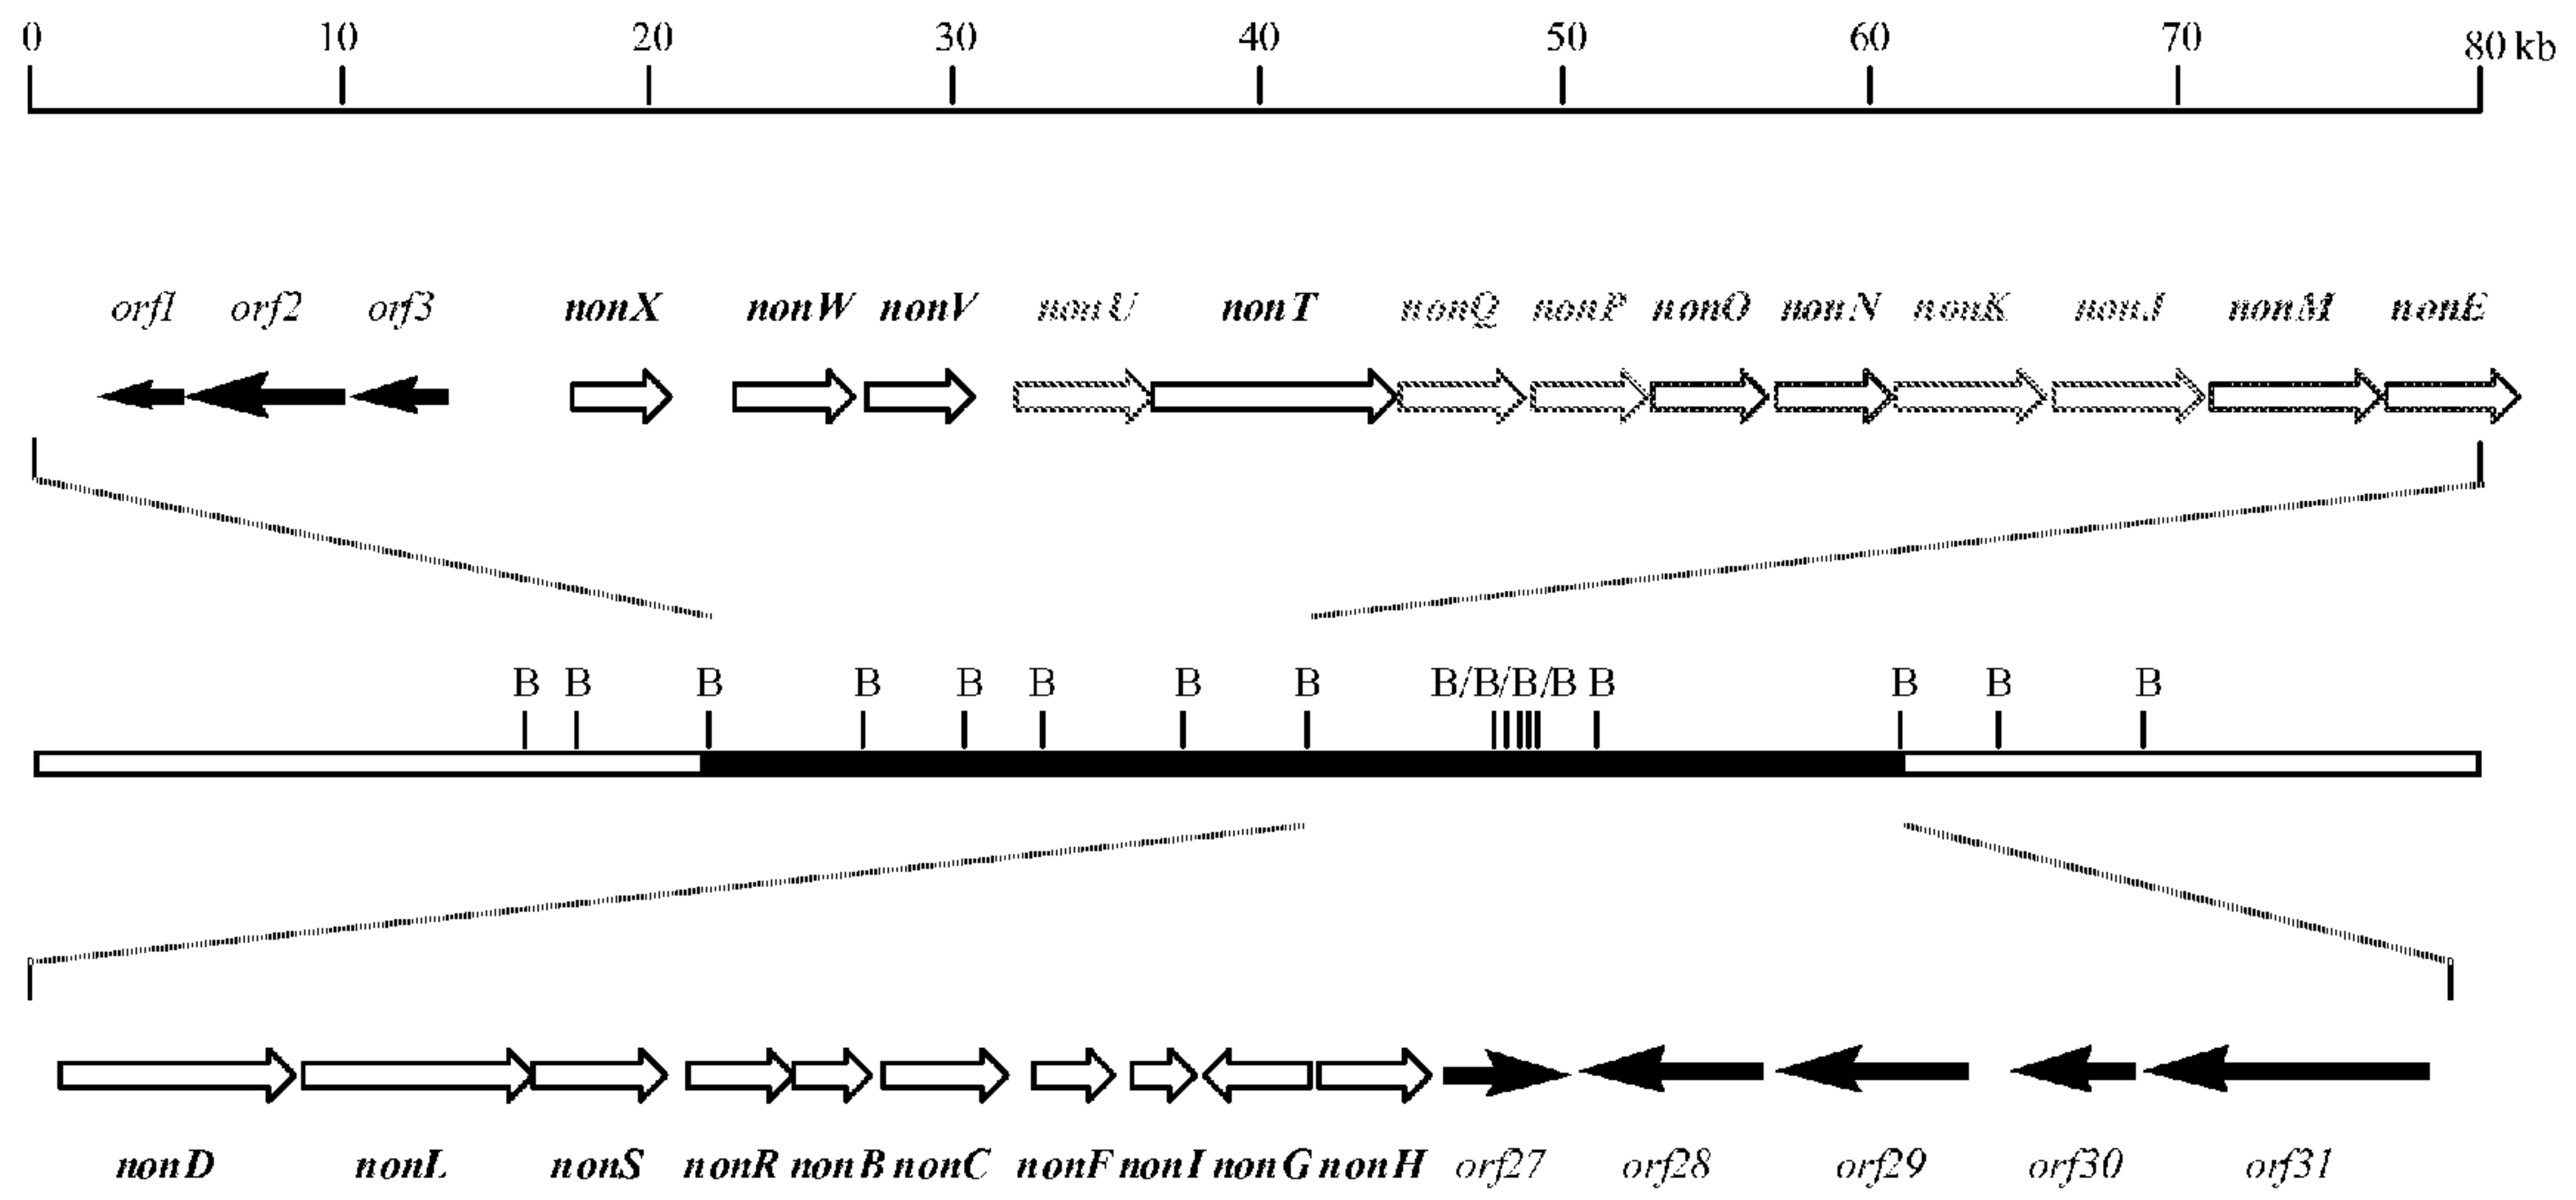 0 10 20 30 40 50 60 70 80 kb
orf1 orf2 orf3 nonX nonW nonV nonU nonT nonQ nonP nonO nonN nonK nonJ nonM nonE
B B B B B B B B B/B/B/B B B B B
nonD nonL nonS nonR nonB nonC nonF nonI nonG nonH orf27 orf28 orf29 orf30 orf31